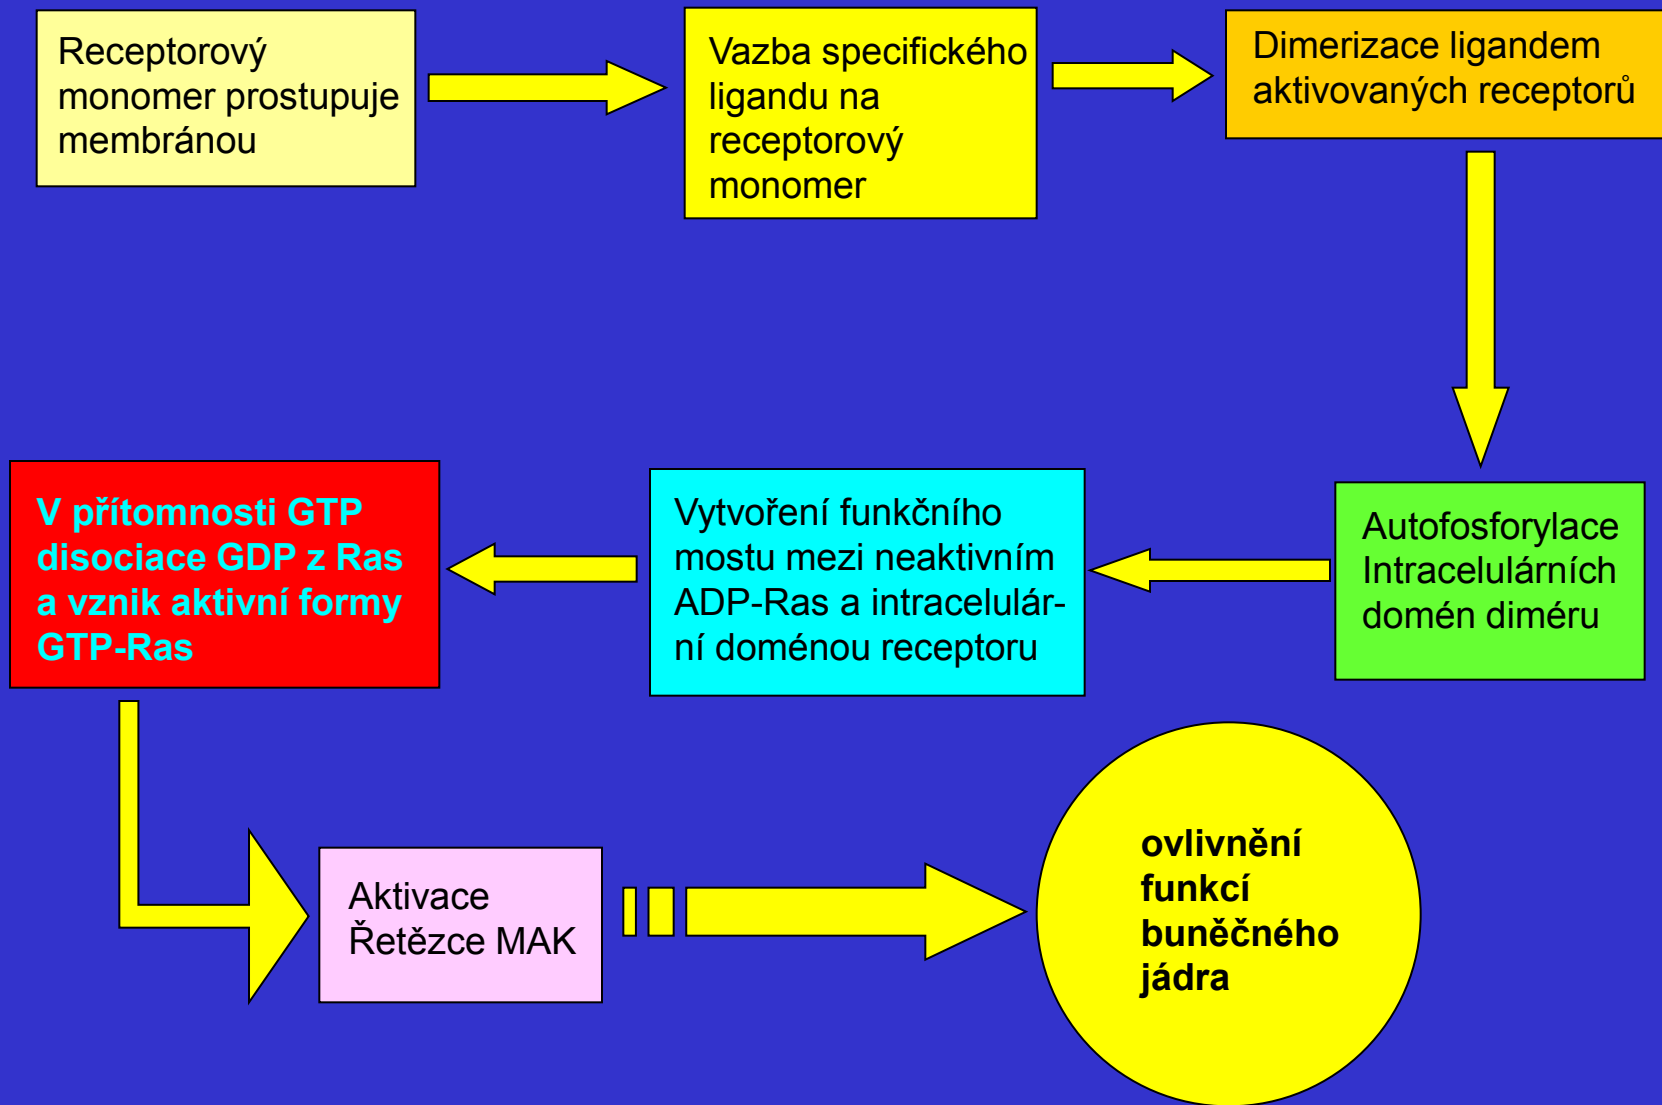 Receptorový
monomer prostupuje
membránou
Vazba specifického
ligandu na
receptorový
monomer
Dimerizace ligandem
aktivovaných receptorů
Autofosforylace
Intracelulárních
domén diméru
Vytvoření funkčního
mostu mezi neaktivním
ADP-Ras a intracelulár-
ní doménou receptoru
V přítomnosti GTP
disociace GDP z Ras
a vznik aktivní formy
GTP-Ras
Aktivace
Řetězce MAK
ovlivnění
funkcí
buněčného
jádra